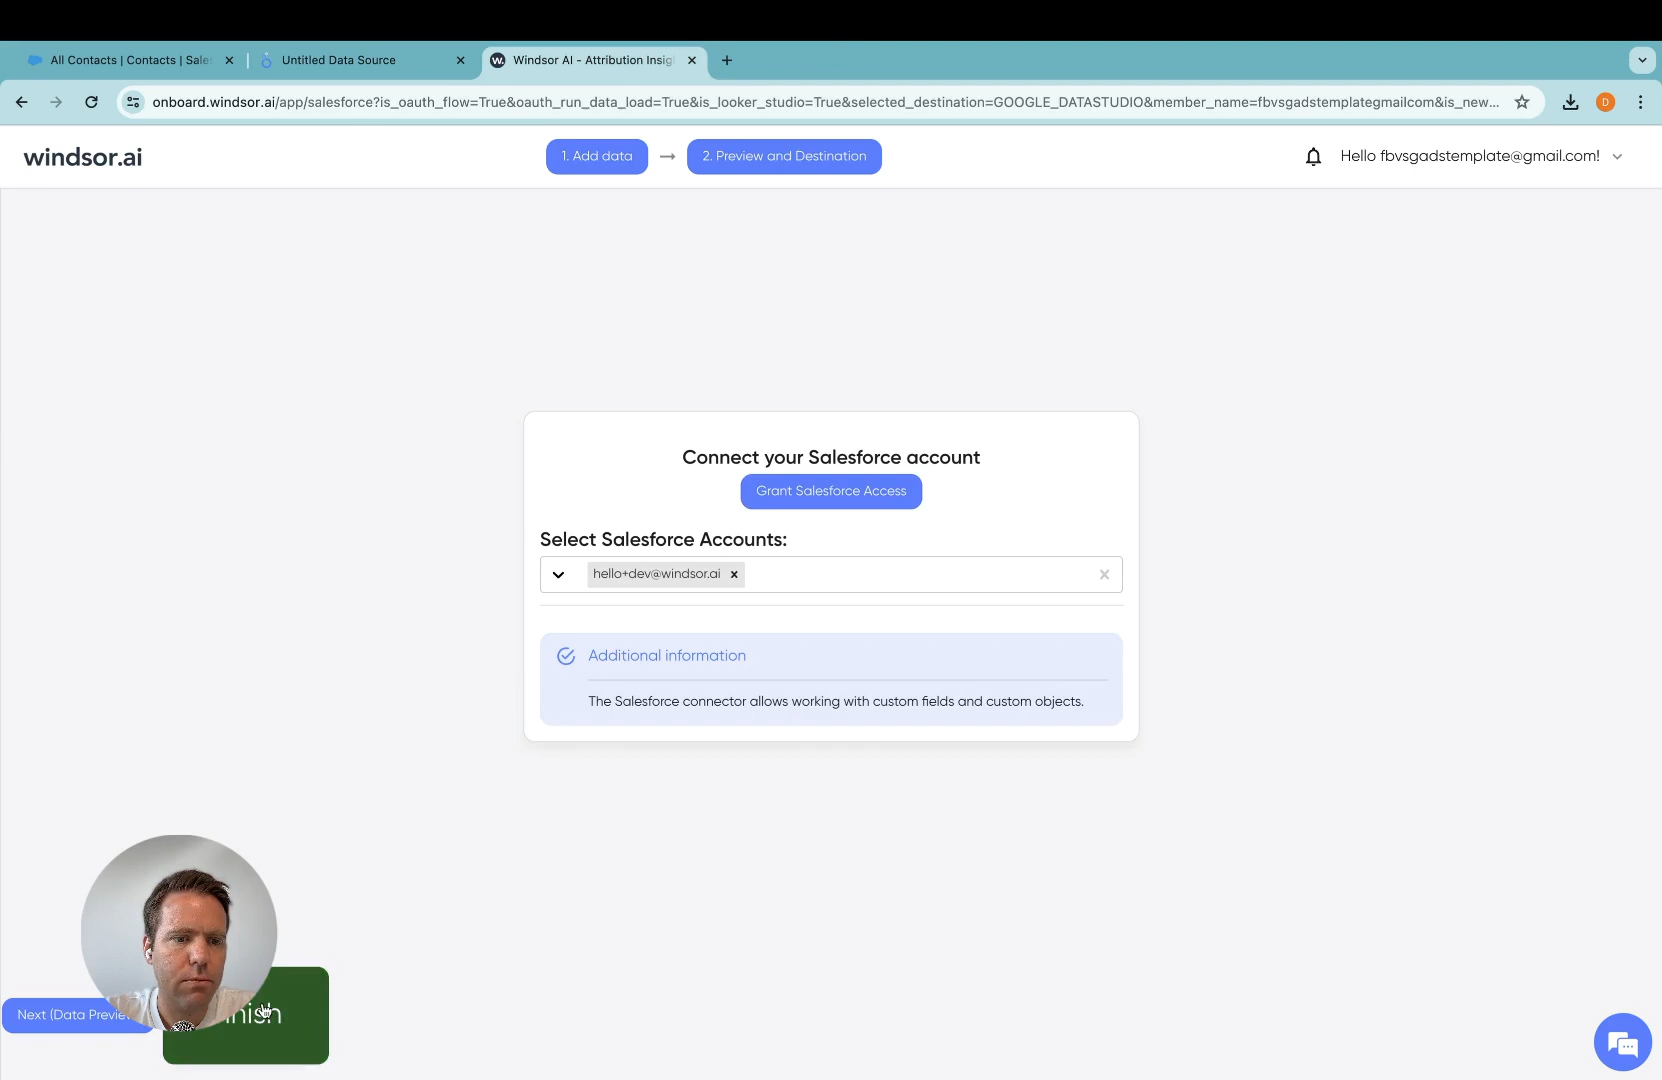 All Contacts | Contacts | Sale
Untitled Data Source
Windsor AI - Attribution Insig
onboard.windsor.ai/app/salesforce?is_oauth_flow=True&oauth_run_data_load=True&is_looker_studio=True&selected_destination=GOOGLE_DATASTUDIO&member_name=fbvsgadstemplategmailcom&is_new...
D
windsor.ai
1. Add data
2. Preview and Destination
Hello fbvsgadstemplate@gmail.com!
Connect your Salesforce account
Grant Salesforce Access
Select Salesforce Accounts:
hello+dev@windsor.ai
Additional information
The Salesforce connector allows working with custom fields and custom objects.
Next (Data Previe